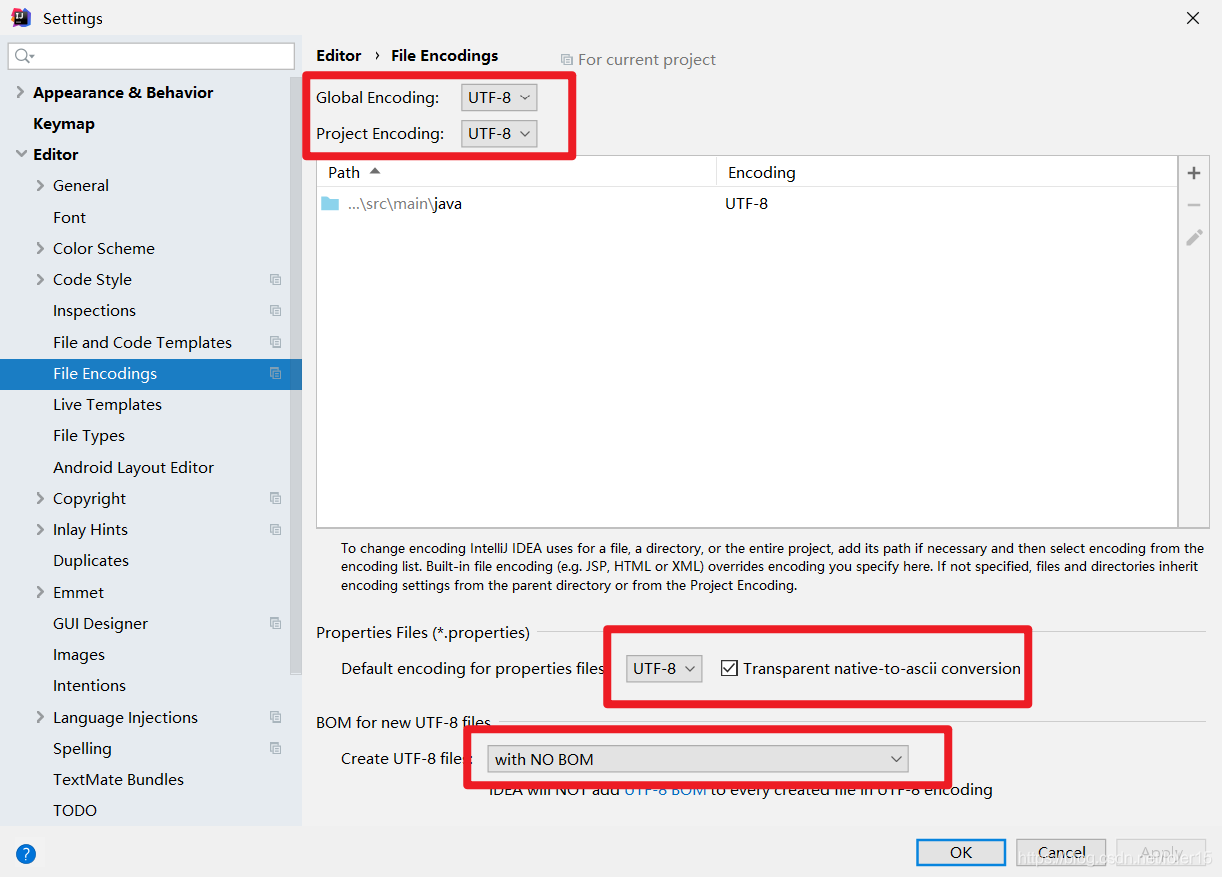 Settings
Editor › File Encodings
For current project
Appearance & Behavior
Keymap
Editor
General
Font
Color Scheme
Code Style
Inspections
File and Code Templates
File Encodings
Live Templates
File Types
Android Layout Editor
Copyright
Inlay Hints
Duplicates
Emmet
GUI Designer
Images
Intentions
Language Injections
Spelling
TextMate Bundles
TODO
Global Encoding: UTF-8
Project Encoding: UTF-8
Path Encoding
...\src\main\java UTF-8
To change encoding IntelliJ IDEA uses for a file, a directory, or the entire project, add its path if necessary and then select encoding from the
encoding list. Built-in file encoding (e.g. JSP, HTML or XML) overrides encoding you specify here. If not specified, files and directories inherit
encoding settings from the parent directory or from the Project Encoding.
Properties Files (*.properties)
Default encoding for properties files UTF-8 Transparent native-to-ascii conversion
BOM for new UTF-8 files
Create UTF-8 files: with NO BOM
IDEA will NOT add UTF-8 BOM to every created file in UTF-8 encoding
? OK Cancel Apply